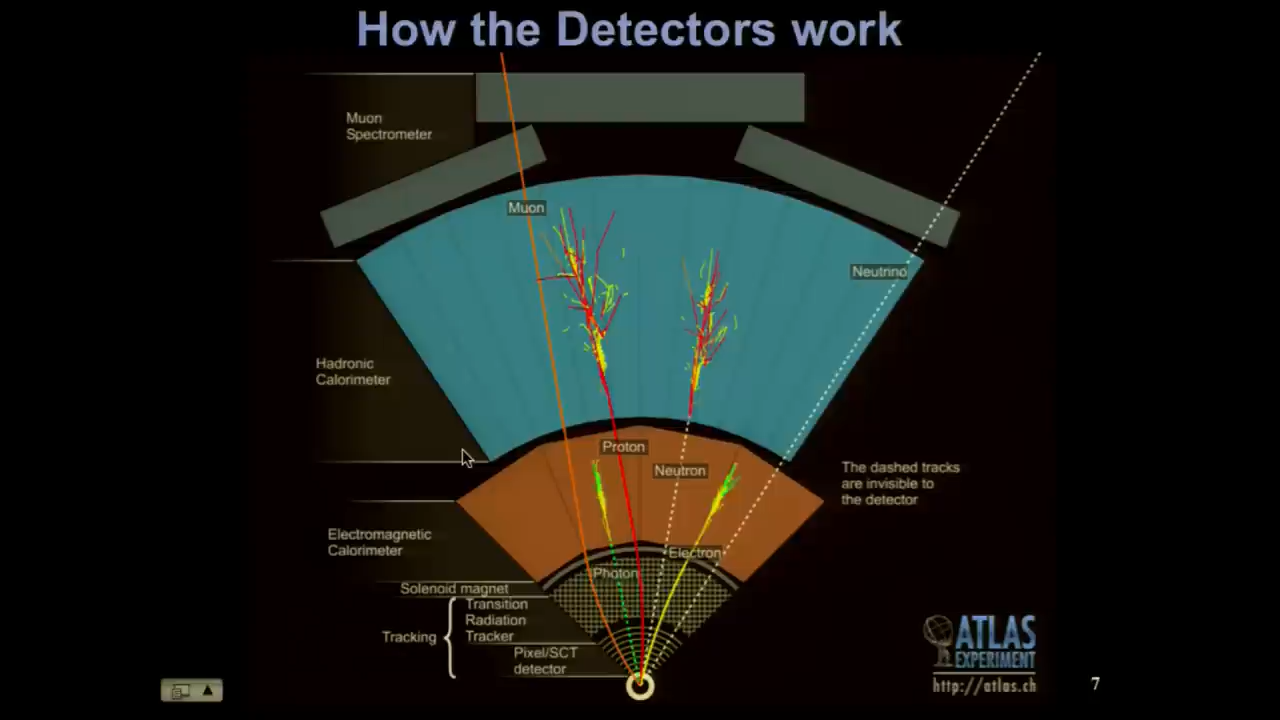 How the Detectors work
Muon
Spectrometer
Muon
Neutrino
Hadronic
Calorimeter
Proton
Neutron
The dashed tracks
are invisible to
the detector
Electromagnetic
Calorimeter
Electron
Photon
Solenoid magnet
Tracking
Transition
Radiation
Tracker
Pixel/SCT
detector
ATLAS
EXPERIMENT
http://atlas.ch
7